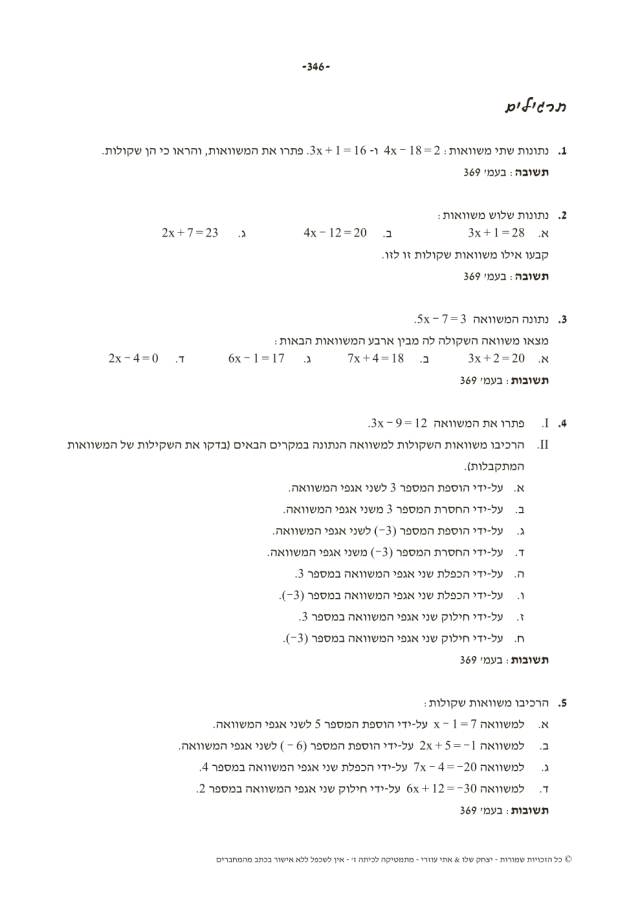 -346-
תרגילים
1. נתונות שתי משוואות: 4x − 18 = 2 ו- 3x + 1 = 16. פתרו את המשוואות, והראו כי הן שקולות.
תשובה: בעמ' 369
2. נתונות שלוש משוואות:
א. 3x + 1 = 28 ב. 4x − 12 = 20 ג. 2x + 7 = 23
קבעו אילו משוואות שקולות זו לזו.
תשובה: בעמ' 369
3. נתונה המשוואה 5x − 7 = 3.
מצאו משוואה השקולה לה מבין ארבע המשוואות הבאות:
א. 3x + 2 = 20 ב. 7x + 4 = 18 ג. 6x − 1 = 17 ד. 2x − 4 = 0
תשובות: בעמ' 369
4. I. פתרו את המשוואה 3x − 9 = 12.
II. הרכיבו משוואות השקולות למשוואה הנתונה במקרים הבאים (בדקו את השקילות של המשוואות
המתקבלות).
א. על-ידי הוספת המספר 3 לשני אגפי המשוואה.
ב. על-ידי החסרת המספר 3 משני אגפי המשוואה.
ג. על-ידי הוספת המספר (−3) לשני אגפי המשוואה.
ד. על-ידי החסרת המספר (−3) משני אגפי המשוואה.
ה. על-ידי הכפלת שני אגפי המשוואה במספר 3.
ו. על-ידי הכפלת שני אגפי המשוואה במספר (−3).
ז. על-ידי חילוק שני אגפי המשוואה במספר 3.
ח. על-ידי חילוק שני אגפי המשוואה במספר (−3).
תשובות: בעמ' 369
5. הרכיבו משוואות שקולות:
א. למשוואה x − 1 = 7 על-ידי הוספת המספר 5 לשני אגפי המשוואה.
ב. למשוואה 2x + 5 = −1 על-ידי הוספת המספר (− 6) לשני אגפי המשוואה.
ג. למשוואה 7x − 4 = −20 על-ידי הכפלת שני אגפי המשוואה במספר 4.
ד. למשוואה 6x + 12 = −30 על-ידי חילוק שני אגפי המשוואה במספר 2.
תשובות: בעמ' 369
© כל הזכויות שמורות - יצחק שלו & אתי עוזרי - מתמטיקה לכיתה ז' - אין לשכפל ללא אישור בכתב מהמחברים